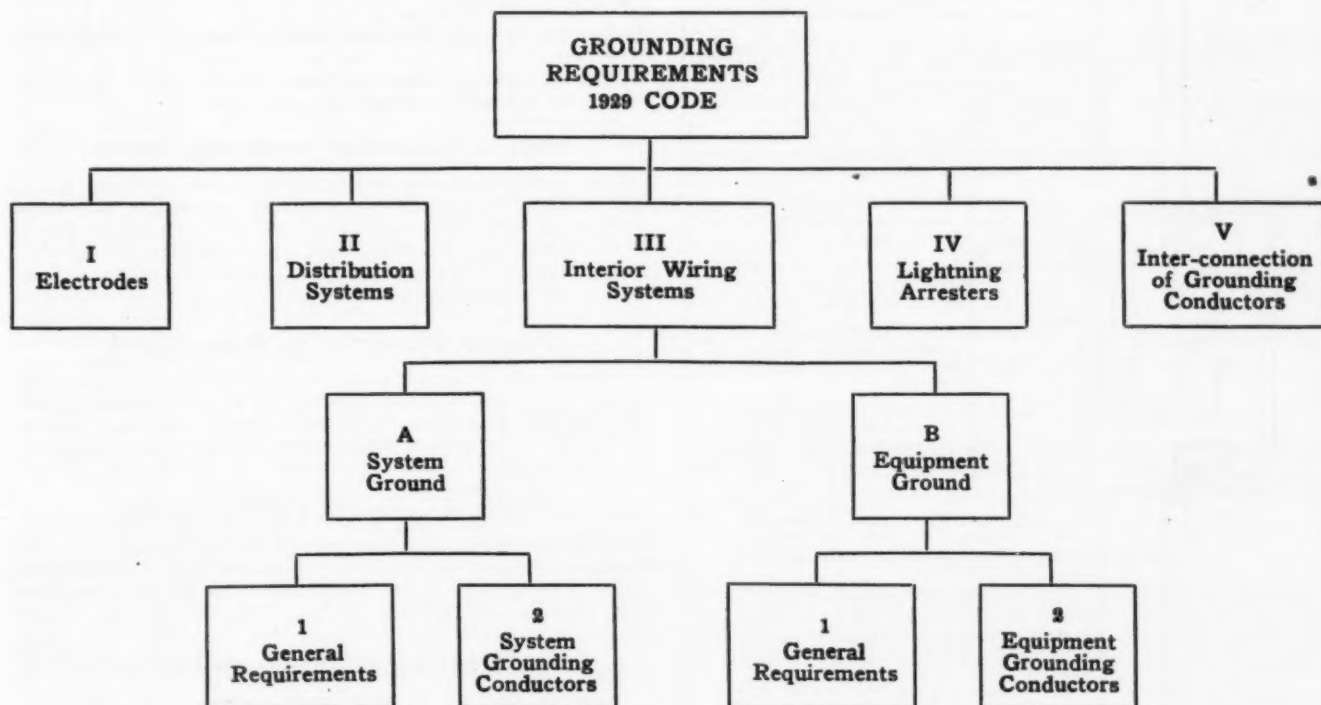 GROUNDING
REQUIREMENTS
1929 CODE
I
Electrodes
II
Distribution
Systems
III
Interior Wiring
Systems
IV
Lightning
Arresters
V
Inter-connection
of Grounding
Conductors
A
System
Ground
B
Equipment
Ground
1
General
Requirements
2
System
Grounding
Conductors
1
General
Requirements
2
Equipment
Grounding
Conductors